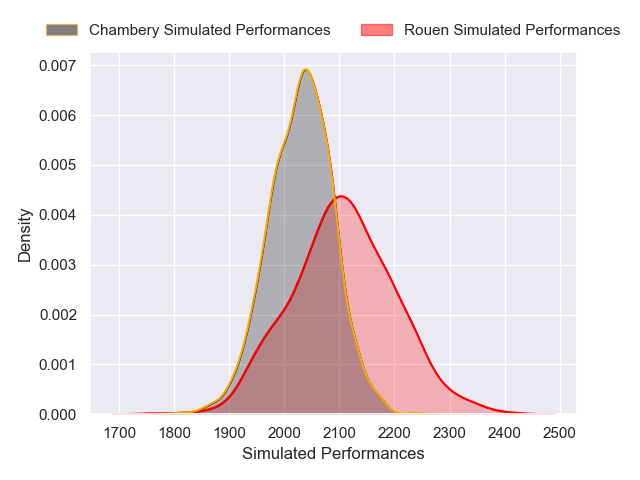 Chambery Simulated Performances Rouen Simulated Performances
0.007
0.006
0.005
0.004
0.003
0.002
0.001
0.000
Density
1700 1800 1900 2000 2100 2200 2300 2400 2500
Simulated Performances